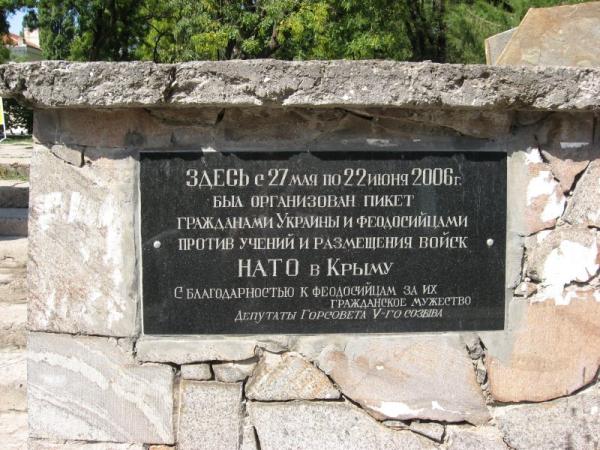 ЗДЕСЬ с 27 мая по 22 июня 2006 г.
БЫЛ ОРГАНИЗОВАН ПИКЕТ
ГРАЖДАНАМИ УКРАИНЫ И ФЕОДОСИЙЦАМИ
ПРОТИВ УЧЕНИЙ И РАЗМЕЩЕНИЯ ВОЙСК
НАТО в КРЫМУ
С БЛАГОДАРНОСТЬЮ К ФЕОДОСИЙЦАМ ЗА ИХ
ГРАЖДАНСКОЕ МУЖЕСТВО
ДЕПУТАТЫ ГОРСОВЕТА V-ГО СОЗЫВА